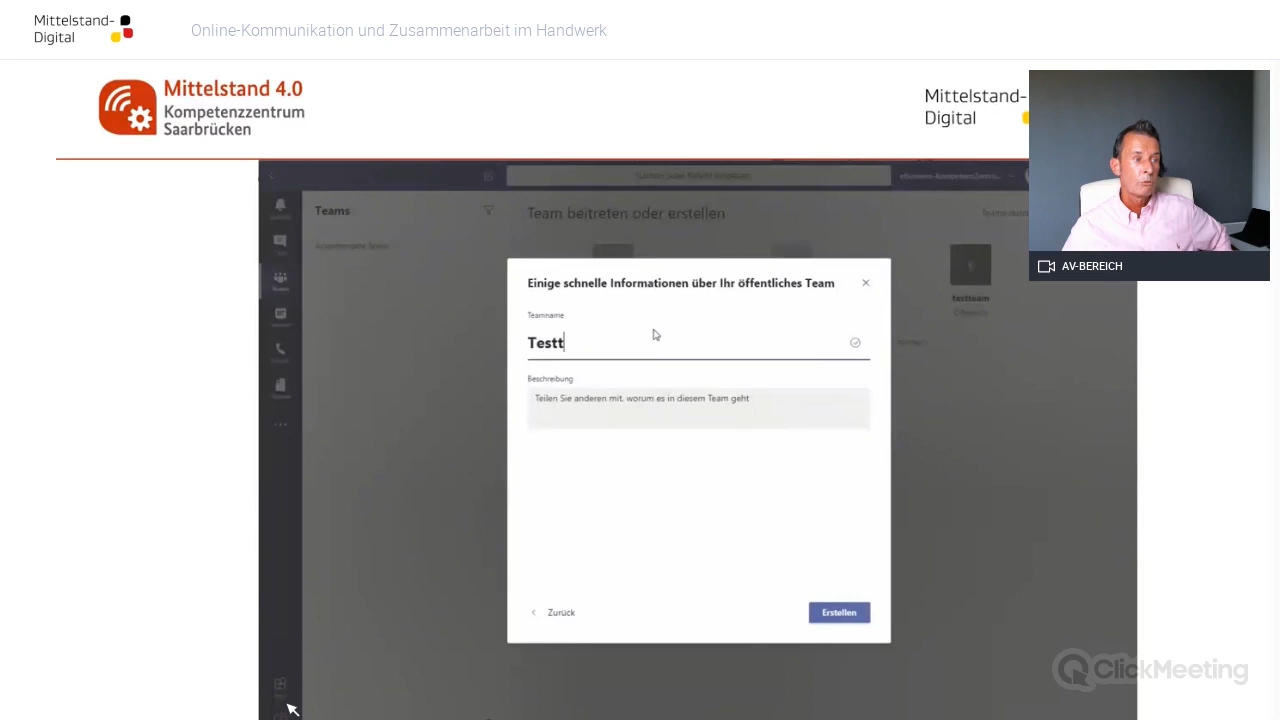 Mittelstand-
Digital
Online-Kommunikation und Zusammenarbeit im Handwerk
Mittelstand 4.0
Kompetenzzentrum
Saarbrücken
Mittelstand-
Digital
AV-BEREICH
Teams
Team beitreten oder erstellen
testteam
Einige schnelle Informationen über Ihr öffentliches Team
Teamname
Testt
Beschreibung
Teilen Sie anderen mit, worum es in diesem Team geht
Zurück
Erstellen
ClickMeeting